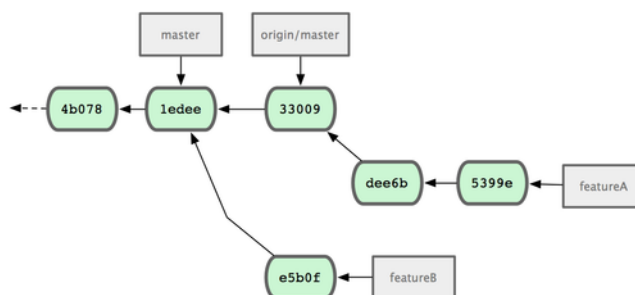 master
origin/master
4b078
1edee
33009
dee6b
5399e
featureA
e5b0f
featureB